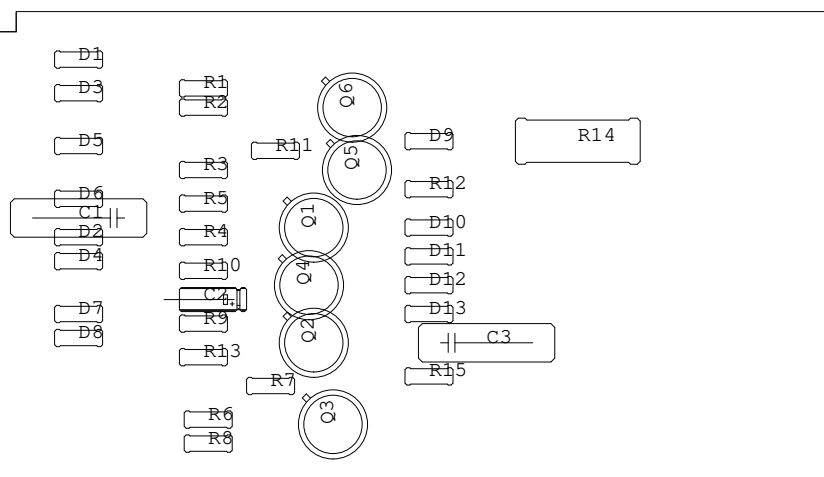 D1
D3
D5
D6
C1
D2
D4
D7
D8
R1
R2
R3
R5
R4
R10
C2
R9
R13
R6
R8
R11
R7
Q6
Q5
Q1
Q4
Q2
Q3
D9
R12
D10
D11
D12
D13
C3
R15
R14